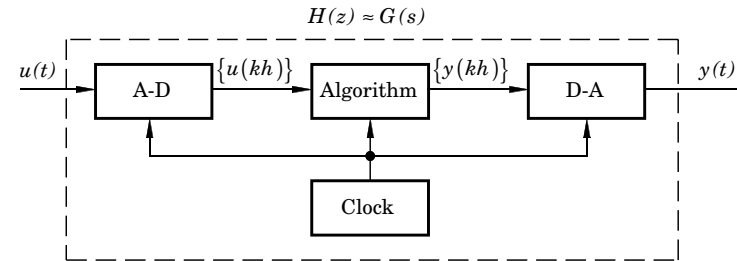 H(z) ≈ G(s)
u(t)
A-D
{u(kh)}
Algorithm
{y(kh)}
D-A
y(t)
Clock